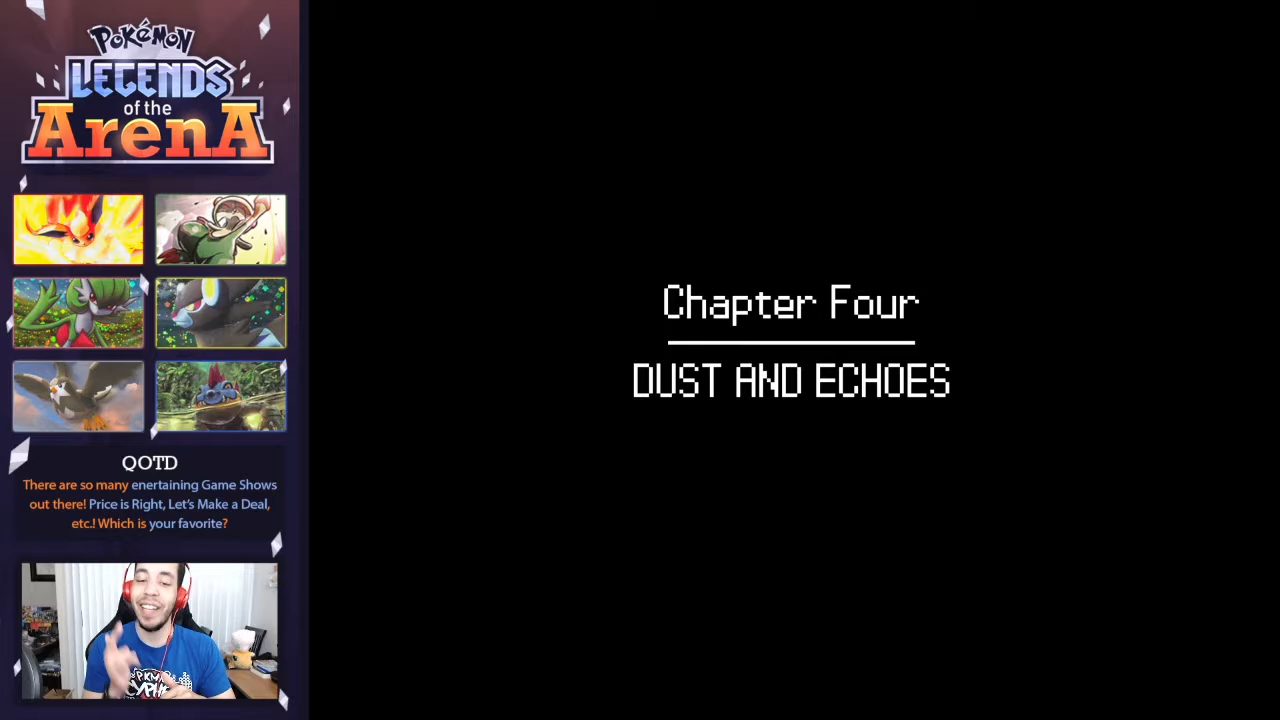 POKéMON
LEGENDS
of the
ArenA
QOTD
There are so many enertaining Game Shows
out there! Price is Right, Let's Make a Deal,
etc.! Which is your favorite?
Chapter Four
DUST AND ECHOES